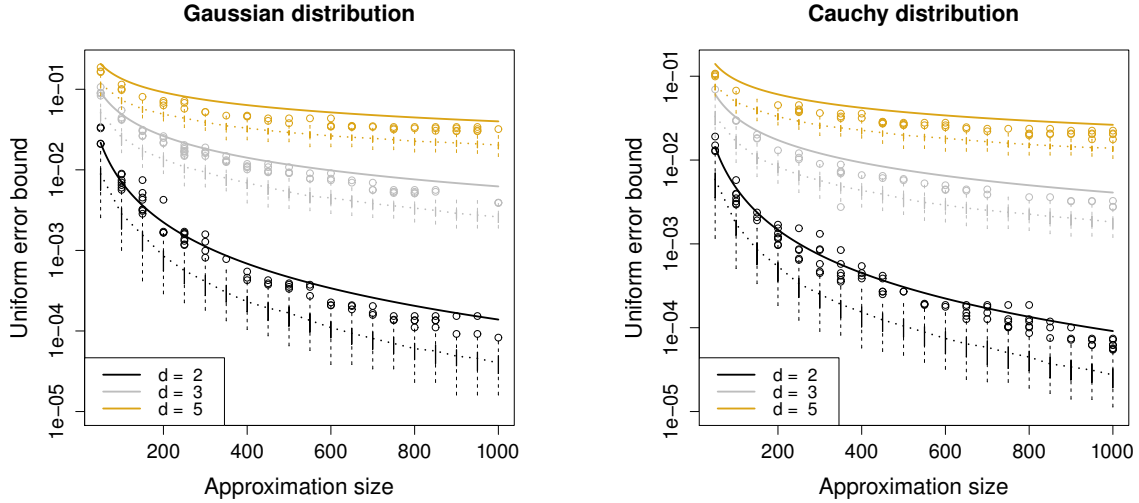 Gaussian distribution
Uniform error bound
1e-01
1e-02
1e-03
1e-04
1e-05
d = 2
d = 3
d = 5
200
400
600
800
1000
Approximation size
Cauchy distribution
Uniform error bound
1e-01
1e-02
1e-03
1e-04
1e-05
d = 2
d = 3
d = 5
200
400
600
800
1000
Approximation size